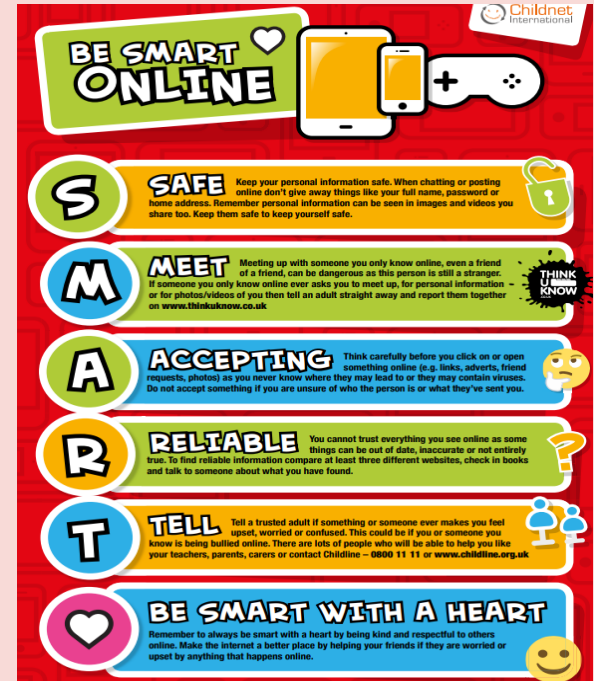 Childnet
International
BE SMART
ONLINE
S
SAFE Keep your personal information safe. When chatting or posting
online don't give away things like your full name, password or
home address. Remember personal information can be seen in images and videos you
share too. Keep them safe to keep yourself safe.
M
MEET Meeting up with someone you only know online, even a friend
of a friend, can be dangerous as this person is still a stranger.
If someone you only know online ever asks you to meet up, for personal information
or for photos/videos of you then tell an adult straight away and report them together
on www.thinkuknow.co.uk
THINK
U
KNOW
A
ACCEPTING Think carefully before you click on or open
something online (e.g. links, adverts, friend
requests, photos) as you never know where they may lead to or they may contain viruses.
Do not accept something if you are unsure of who the person is or what they've sent you.
R
RELIABLE You cannot trust everything you see online as some
things can be out of date, inaccurate or not entirely
true. To find reliable information compare at least three different websites, check in books
and talk to someone about what you have found.
?
T
TELL Tell a trusted adult if something or someone ever makes you feel
upset, worried or confused. This could be if you or someone you
know is being bullied online. There are lots of people who will be able to help you like
your teachers, parents, carers or contact Childline – 0800 11 11 or www.childline.org.uk
BE SMART WITH A HEART
Remember to always be smart with a heart by being kind and respectful to others
online. Make the internet a better place by helping your friends if they are worried or
upset by anything that happens online.